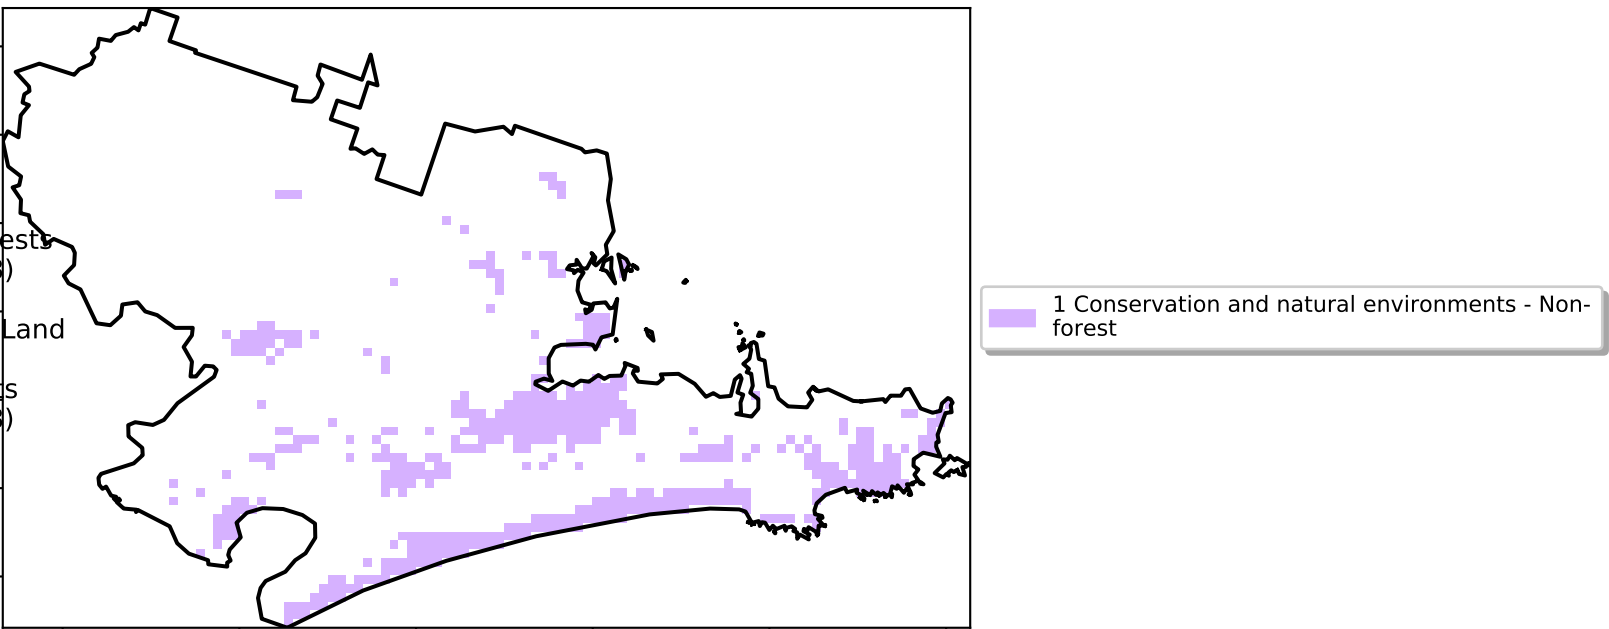 ests
)
Land
s
)
1 Conservation and natural environments - Non-
forest